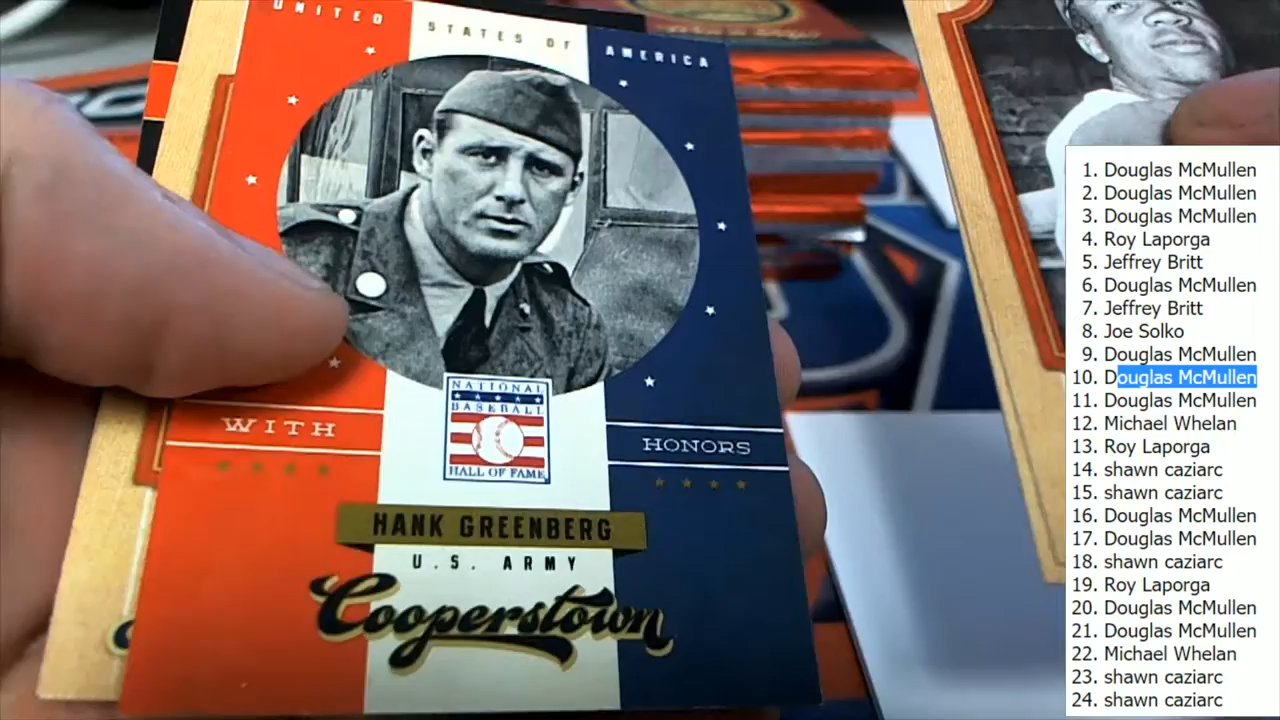 UNITED STATES OF AMERICA
WITH HONORS
NATIONAL
BASEBALL
HALL OF FAME
HANK GREENBERG
U.S. ARMY
Cooperstown
1. Douglas McMullen
2. Douglas McMullen
3. Douglas McMullen
4. Roy Laporga
5. Jeffrey Britt
6. Douglas McMullen
7. Jeffrey Britt
8. Joe Solko
9. Douglas McMullen
10. Douglas McMullen
11. Douglas McMullen
12. Michael Whelan
13. Roy Laporga
14. shawn caziarc
15. shawn caziarc
16. Douglas McMullen
17. Douglas McMullen
18. shawn caziarc
19. Roy Laporga
20. Douglas McMullen
21. Douglas McMullen
22. Michael Whelan
23. shawn caziarc
24. shawn caziarc